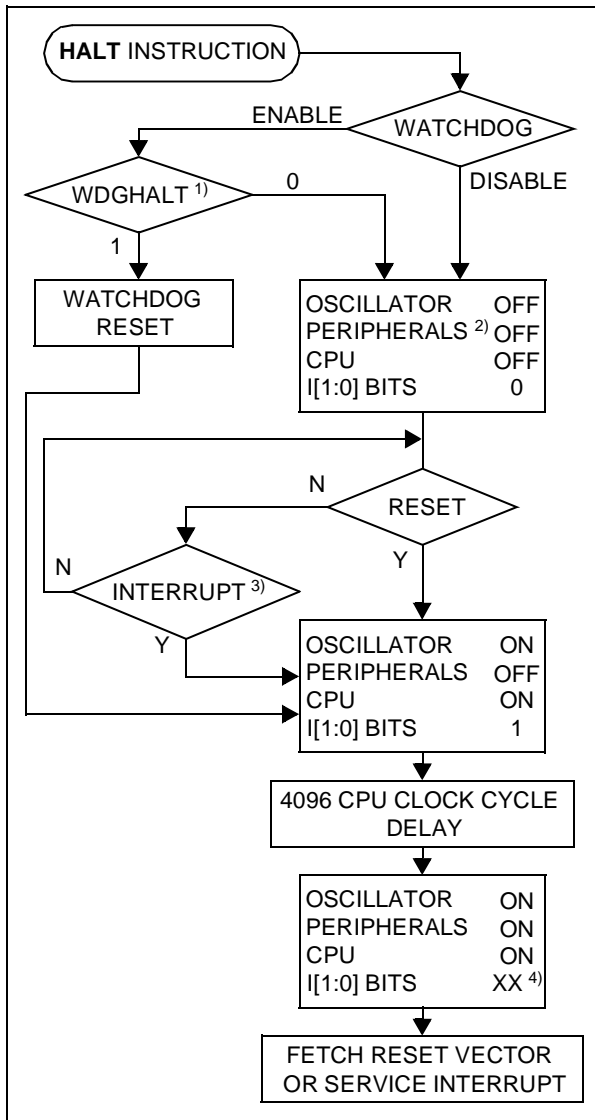 HALT INSTRUCTION
WATCHDOG
ENABLE
DISABLE
WDGHALT 1)
0
1
WATCHDOG
RESET
OSCILLATOR OFF
PERIPHERALS 2) OFF
CPU OFF
I[1:0] BITS 0
RESET
N
Y
INTERRUPT 3)
N
Y
OSCILLATOR ON
PERIPHERALS OFF
CPU ON
I[1:0] BITS 1
4096 CPU CLOCK CYCLE
DELAY
OSCILLATOR ON
PERIPHERALS ON
CPU ON
I[1:0] BITS XX 4)
FETCH RESET VECTOR
OR SERVICE INTERRUPT